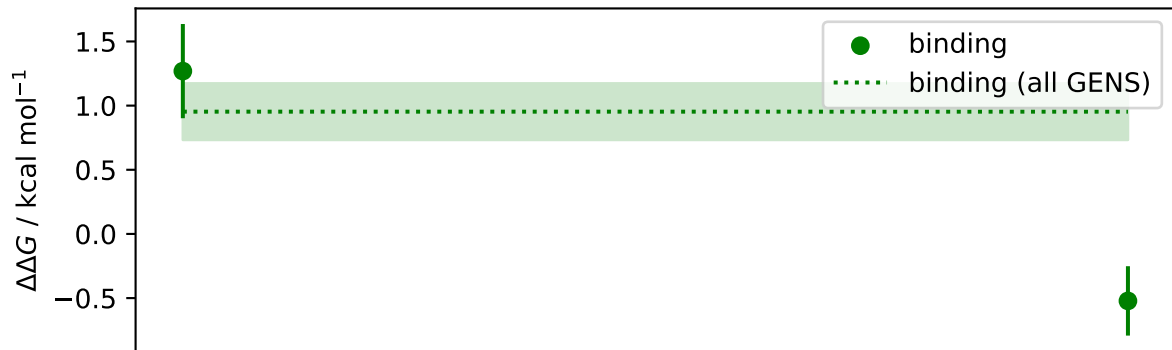 1.5
1.0
0.5
0.0
−0.5
ΔΔG / kcal mol⁻¹
binding
binding (all GENS)